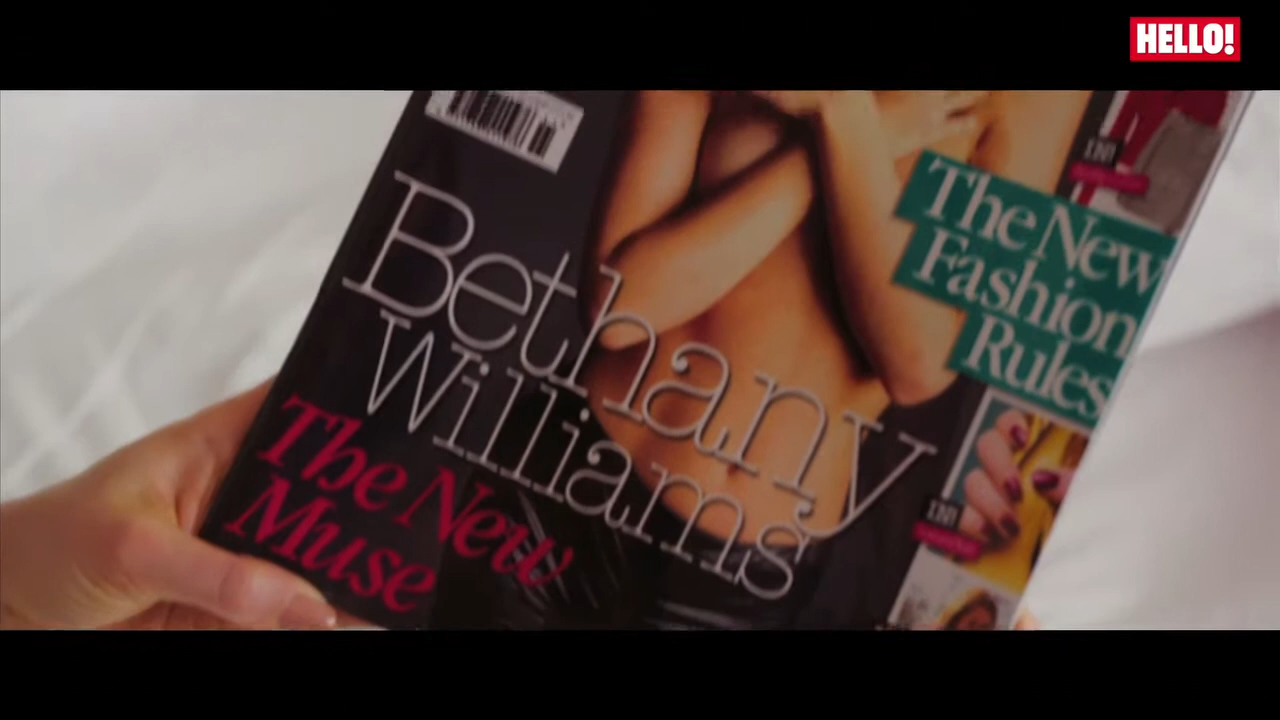 HELLO!
Bethany
Williams
The New
Muse
The New
Fashion
Rules